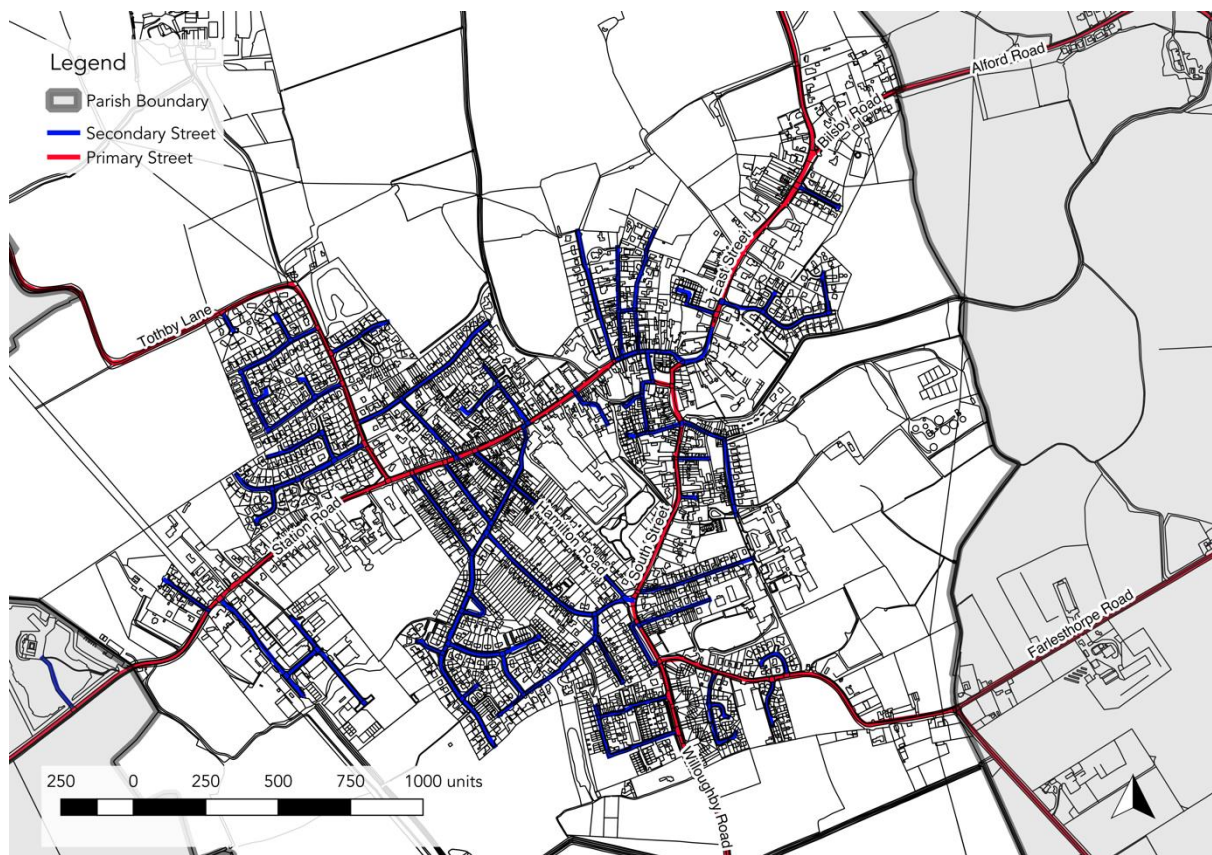 Legend
Parish Boundary
Secondary Street
Primary Street
Alford Road
Bilsby Road
East Street
Tothby Lane
Station Road
Hamilton Road
South Street
Farlesthorpe Road
Willoughby Road
250 0 250 500 750 1000 units